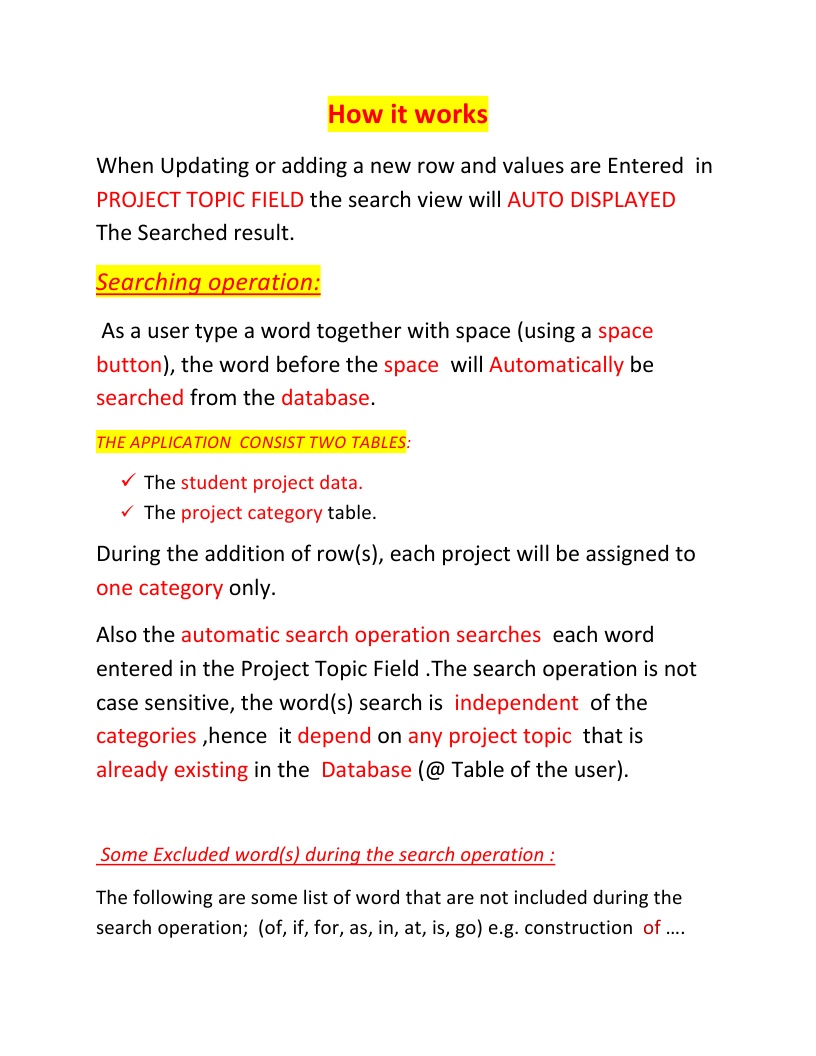 How it works
When Updating or adding a new row and values are Entered  in
PROJECT TOPIC FIELD the search view will AUTO DISPLAYED
The Searched result.
Searching operation:
As a user type a word together with space (using a space
button), the word before the space  will Automatically be
searched from the database.
THE APPLICATION  CONSIST TWO TABLES:
✓ The student project data.
✓ The project category table.
During the addition of row(s), each project will be assigned to
one category only.
Also the automatic search operation searches  each word
entered in the Project Topic Field .The search operation is not
case sensitive, the word(s) search is  independent  of the
categories ,hence  it depend on any project topic  that is
already existing in the  Database (@ Table of the user).
Some Excluded word(s) during the search operation :
The following are some list of word that are not included during the
search operation;  (of, if, for, as, in, at, is, go) e.g. construction  of ….